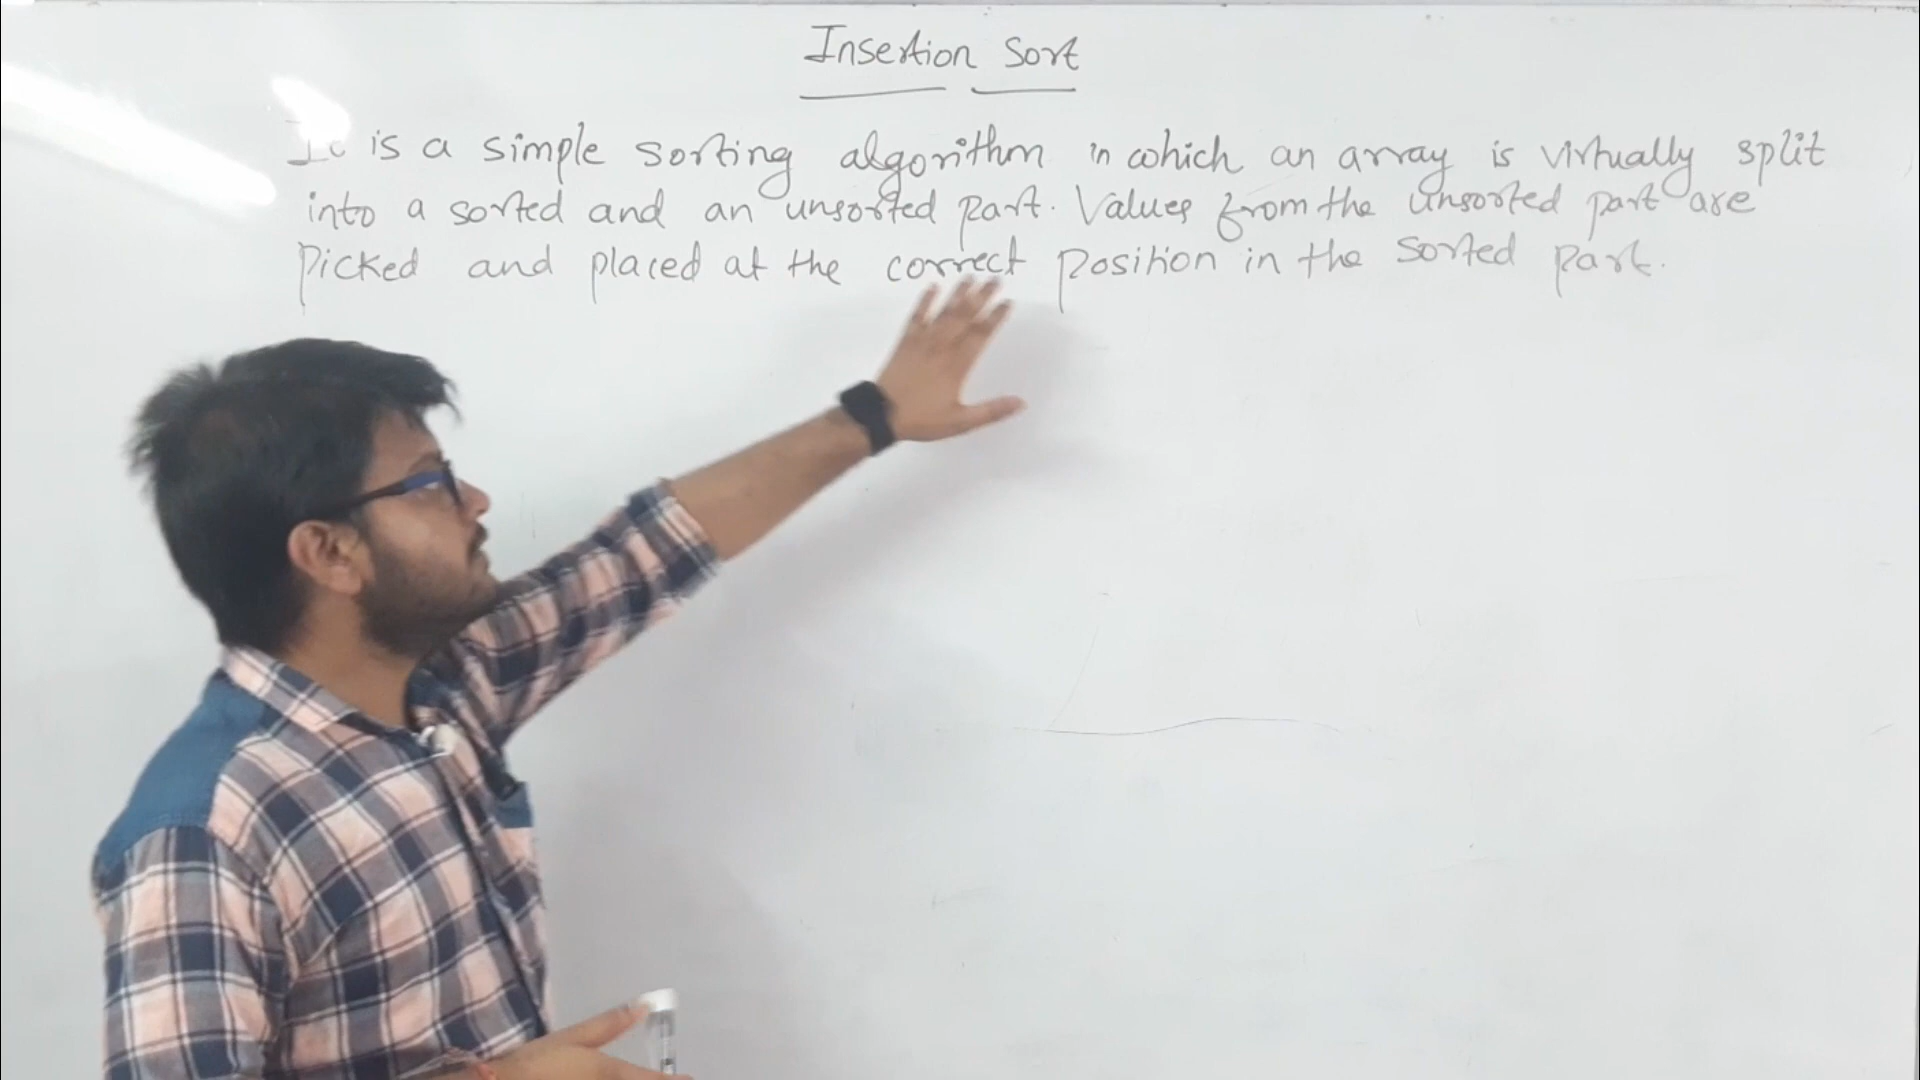 Insertion Sort
It is a simple sorting algorithm in which an array is virtually split
into a sorted and an unsorted part. Values from the unsorted part are
Picked and placed at the correct position in the sorted part.